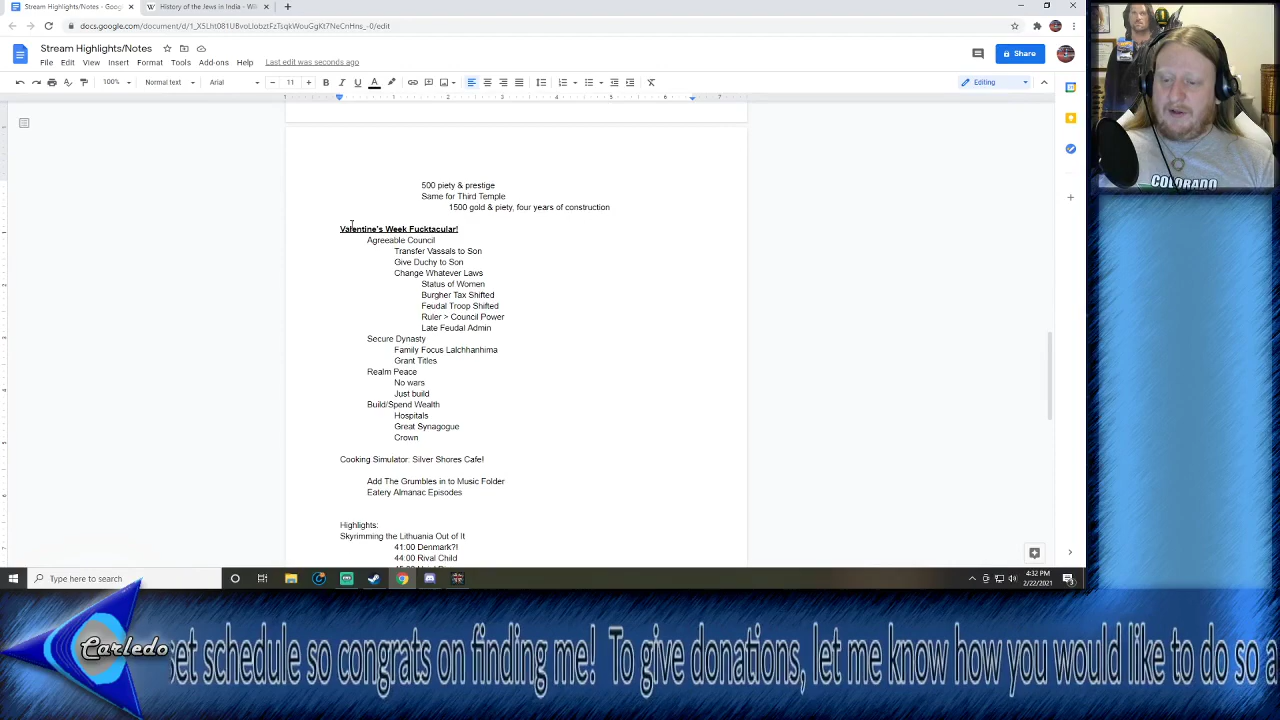 Stream Highlights/Notes - Goog
History of the Jews in India - Wiki
docs.google.com/document/d/
Stream Highlights/Notes
Share
File Edit View Insert Format Tools Add-ons Help Last edit was seconds ago
100% Normal text Arial 11 B I U A Editing
500 piety & prestige
Same for Third Temple
1500 gold & piety, four years of construction
Valentine's Week Fucktacular!
Agreeable Council
Transfer Vassals to Son
Give Duchy to Son
Change Whatever Laws
Status of Women
Burgher Tax Shifted
Feudal Troop Shifted
Ruler > Council Power
Late Feudal Admin
Secure Dynasty
Family Focus Lalchhanhima
Grant Titles
Realm Peace
No wars
Just build
Build/Spend Wealth
Hospitals
Great Synagogue
Crown
Cooking Simulator: Silver Shores Cafe!
Add The Grumbles in to Music Folder
Eatery Almanac Episodes
Highlights:
Skyrimming the Lithuania Out of It
41:00 Denmark?!
44:00 Rival Child
COLORADO
Type here to search
4:32 PM
2/22/2021
Carledo
set schedule so congrats on finding me! To give donations, let me know how you would like to do so a